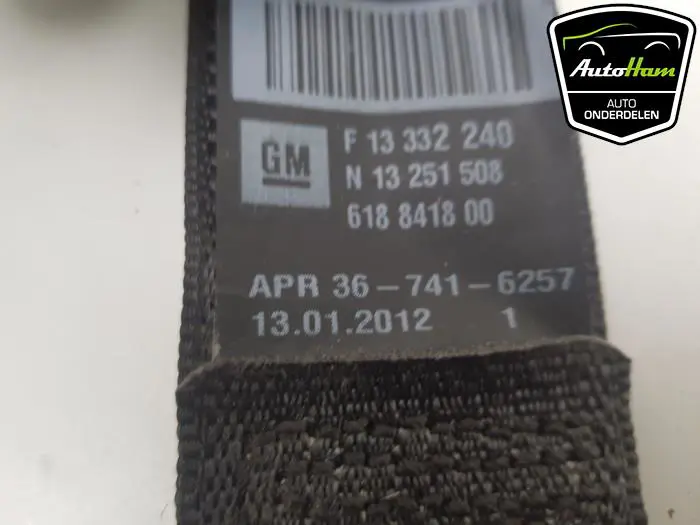 AutoHam
AUTO
ONDERDELEN
GM
F 13 332 240
N 13 251 508
618 8418 00
APR 36-741-6257
13.01.2012 1